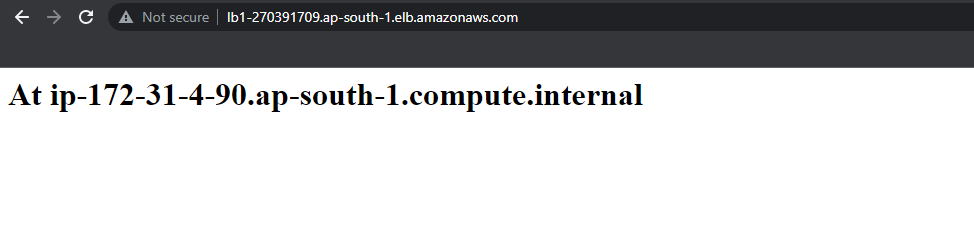 Not secure lb1-270391709.ap-south-1.elb.amazonaws.com
At ip-172-31-4-90.ap-south-1.compute.internal